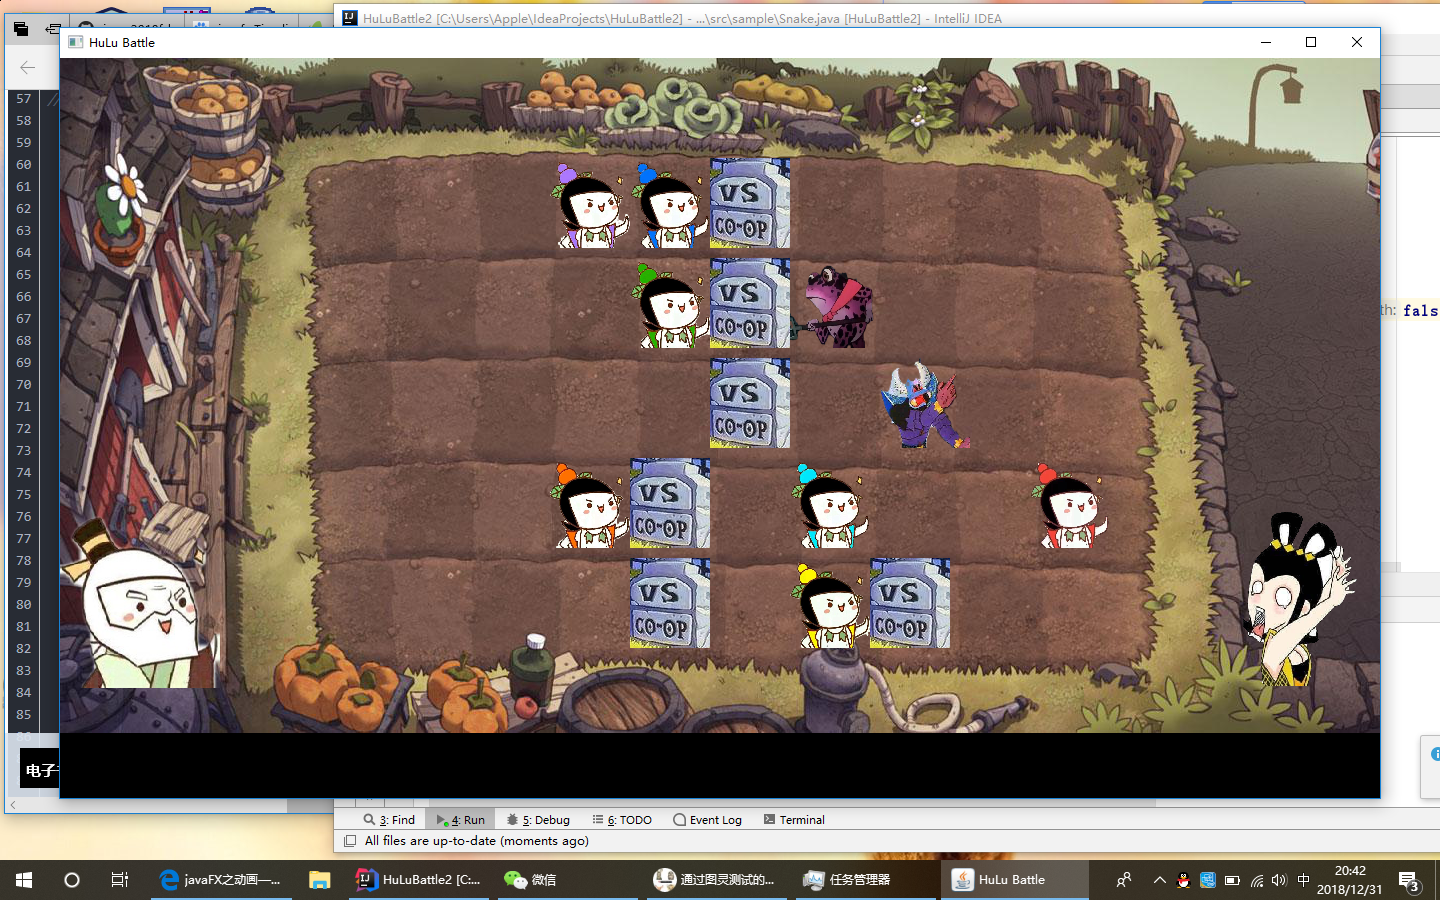 HuLuBattle2 [C:\Users\Apple\IdeaProjects\HuLuBattle2] - ...\src\sample\Snake.java [HuLuBattle2] - IntelliJ IDEA
HuLu Battle
57
58
59
60
61
62
63
64
65
66
67
68
69
70
71
72
73
74
75
76
77
78
79
80
81
82
83
84
85
86
//
VS
CO-OP
VS
CO-OP
th: fals
VS
CO-OP
VS
CO-OP
VS
CO-OP
VS
CO-OP
电子
3: Find
4: Run
5: Debug
6: TODO
Event Log
Terminal
All files are up-to-date (moments ago)
javaFX之动画—...
HuLuBattle2 [C:...
微信
通过图灵测试的...
任务管理器
HuLu Battle
中
20:42
2018/12/31
3